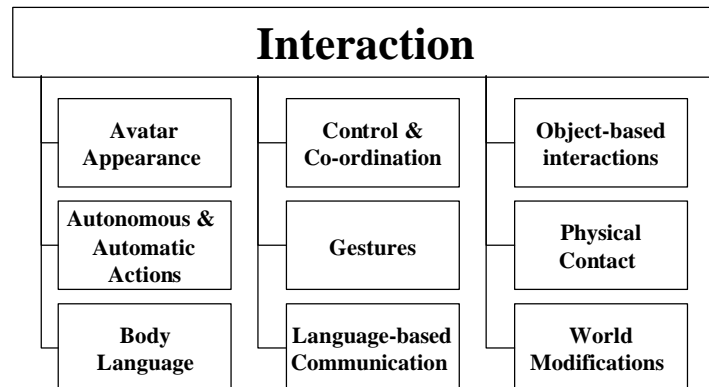 Interaction
Avatar
Appearance
Control &
Co-ordination
Object-based
interactions
Autonomous &
Automatic
Actions
Gestures
Physical
Contact
Body
Language
Language-based
Communication
World
Modifications